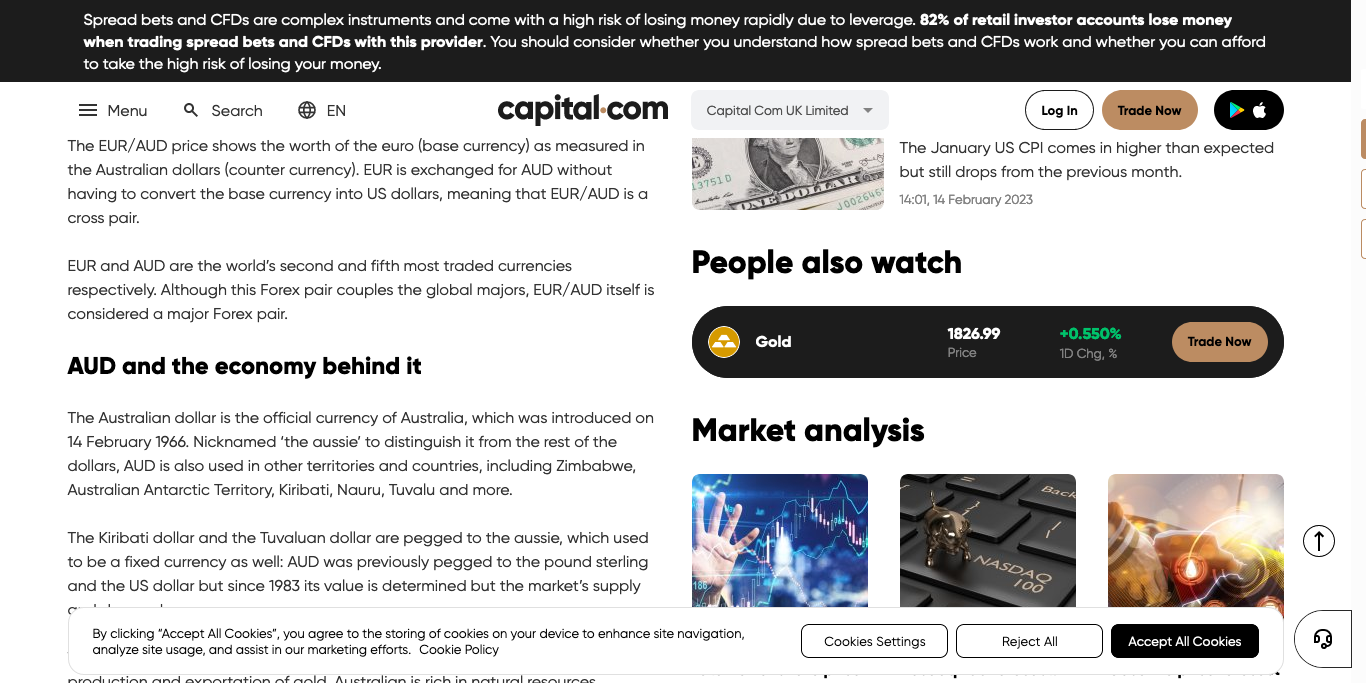 Spread bets and CFDs are complex instruments and come with a high risk of losing money rapidly due to leverage. 82% of retail investor accounts lose money
when trading spread bets and CFDs with this provider. You should consider whether you understand how spread bets and CFDs work and whether you can afford
to take the high risk of losing your money.
Menu
Search
EN
capital.com
Capital Com UK Limited
Log In
Trade Now
The EUR/AUD price shows the worth of the euro (base currency) as measured in
the Australian dollars (counter currency). EUR is exchanged for AUD without
having to convert the base currency into US dollars, meaning that EUR/AUD is a
cross pair.
EUR and AUD are the world’s second and fifth most traded currencies
respectively. Although this Forex pair couples the global majors, EUR/AUD itself is
considered a major Forex pair.
AUD and the economy behind it
The Australian dollar is the official currency of Australia, which was introduced on
14 February 1966. Nicknamed ‘the aussie’ to distinguish it from the rest of the
dollars, AUD is also used in other territories and countries, including Zimbabwe,
Australian Antarctic Territory, Kiribati, Nauru, Tuvalu and more.
The Kiribati dollar and the Tuvaluan dollar are pegged to the aussie, which used
to be a fixed currency as well: AUD was previously pegged to the pound sterling
and the US dollar but since 1983 its value is determined but the market’s supply
production and exportation of gold. Australian is rich in natural resources
13751 D
ONE DOLLAR
The January US CPI comes in higher than expected
but still drops from the previous month.
14:01, 14 February 2023
People also watch
Gold
1826.99
Price
+0.550%
1D Chg, %
Trade Now
Market analysis
186
Back
NASDAQ
100
By clicking “Accept All Cookies”, you agree to the storing of cookies on your device to enhance site navigation,
analyze site usage, and assist in our marketing efforts. Cookie Policy
Cookies Settings
Reject All
Accept All Cookies